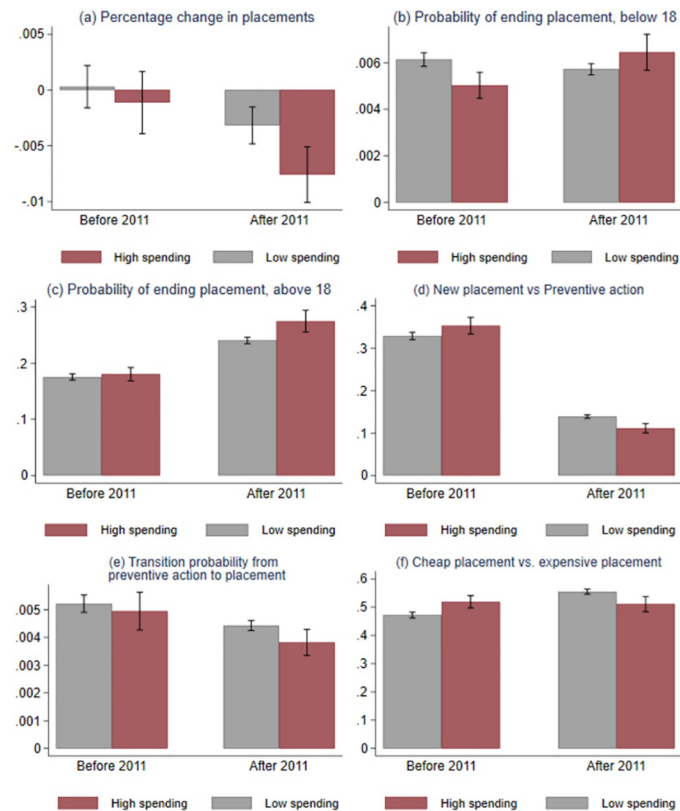 (a) Percentage change in placements
.005
0
-.005
-.01
Before 2011 After 2011
High spending Low spending
(b) Probability of ending placement, below 18
.006
.004
.002
0
Before 2011 After 2011
High spending Low spending
(c) Probability of ending placement, above 18
.3
.2
.1
0
Before 2011 After 2011
High spending Low spending
(d) New placement vs Preventive action
.4
.3
.2
.1
0
Before 2011 After 2011
High spending Low spending
(e) Transition probability from
preventive action to placement
.005
.004
.003
.002
.001
0
Before 2011 After 2011
High spending Low spending
(f) Cheap placement vs. expensive placement
.6
.5
.4
.3
.2
.1
0
Before 2011 After 2011
High spending Low spending